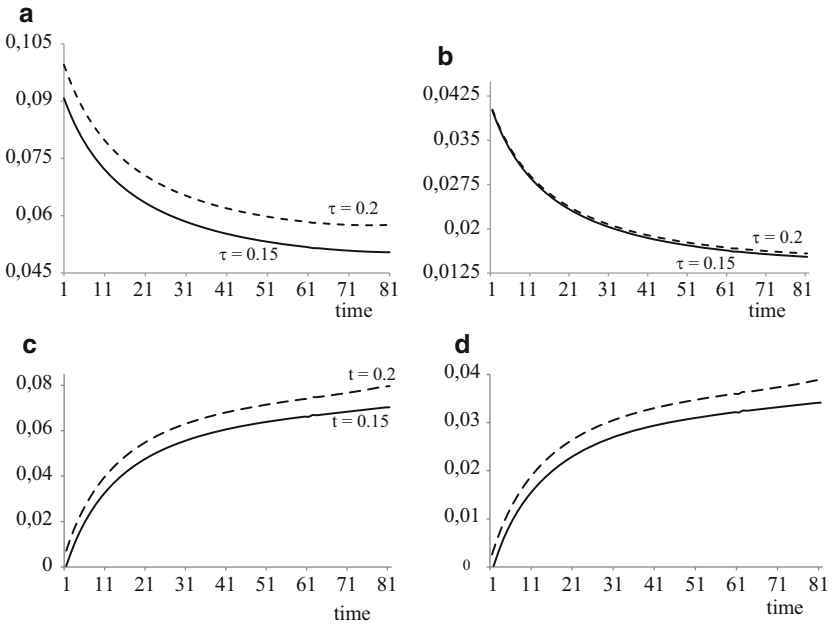 a
0,105
0,09
0,075
0,06
0,045
τ = 0.2
τ = 0.15
1 11 21 31 41 51 61 71 81
time
b
0,0425
0,035
0,0275
0,02
0,0125
τ = 0.2
τ = 0.15
1 11 21 31 41 51 61 71 81
time
c
0,08
0,06
0,04
0,02
0
t = 0.2
t = 0.15
1 11 21 31 41 51 61 71 81
time
d
0,04
0,03
0,02
0,01
0
1 11 21 31 41 51 61 71 81
time